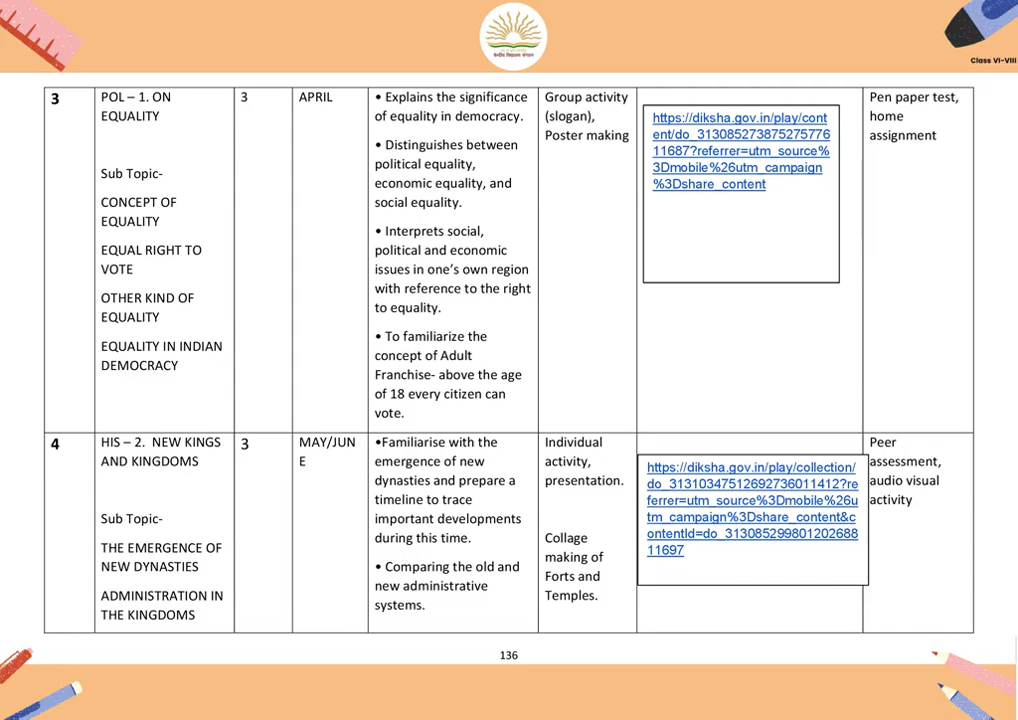 Class VI-VIII
3
POL – 1. ON
EQUALITY
Sub Topic-
CONCEPT OF
EQUALITY
EQUAL RIGHT TO
VOTE
OTHER KIND OF
EQUALITY
EQUALITY IN INDIAN
DEMOCRACY
3
APRIL
• Explains the significance
of equality in democracy.
• Distinguishes between
political equality,
economic equality, and
social equality.
• Interprets social,
political and economic
issues in one’s own region
with reference to the right
to equality.
• To familiarize the
concept of Adult
Franchise- above the age
of 18 every citizen can
vote.
Group activity
(slogan),
Poster making
https://diksha.gov.in/play/cont
ent/do_313085273875275776
11687?referrer=utm_source%
3Dmobile%26utm_campaign
%3Dshare_content
Pen paper test,
home
assignment
4
HIS – 2. NEW KINGS
AND KINGDOMS
Sub Topic-
THE EMERGENCE OF
NEW DYNASTIES
ADMINISTRATION IN
THE KINGDOMS
3
MAY/JUN
E
•Familiarise with the
emergence of new
dynasties and prepare a
timeline to trace
important developments
during this time.
• Comparing the old and
new administrative
systems.
Individual
activity,
presentation.
Collage
making of
Forts and
Temples.
https://diksha.gov.in/play/collection/
do_31310347512692736011412?re
ferrer=utm_source%3Dmobile%26u
tm_campaign%3Dshare_content&c
ontentId=do_313085299801202688
11697
Peer
assessment,
audio visual
activity
136